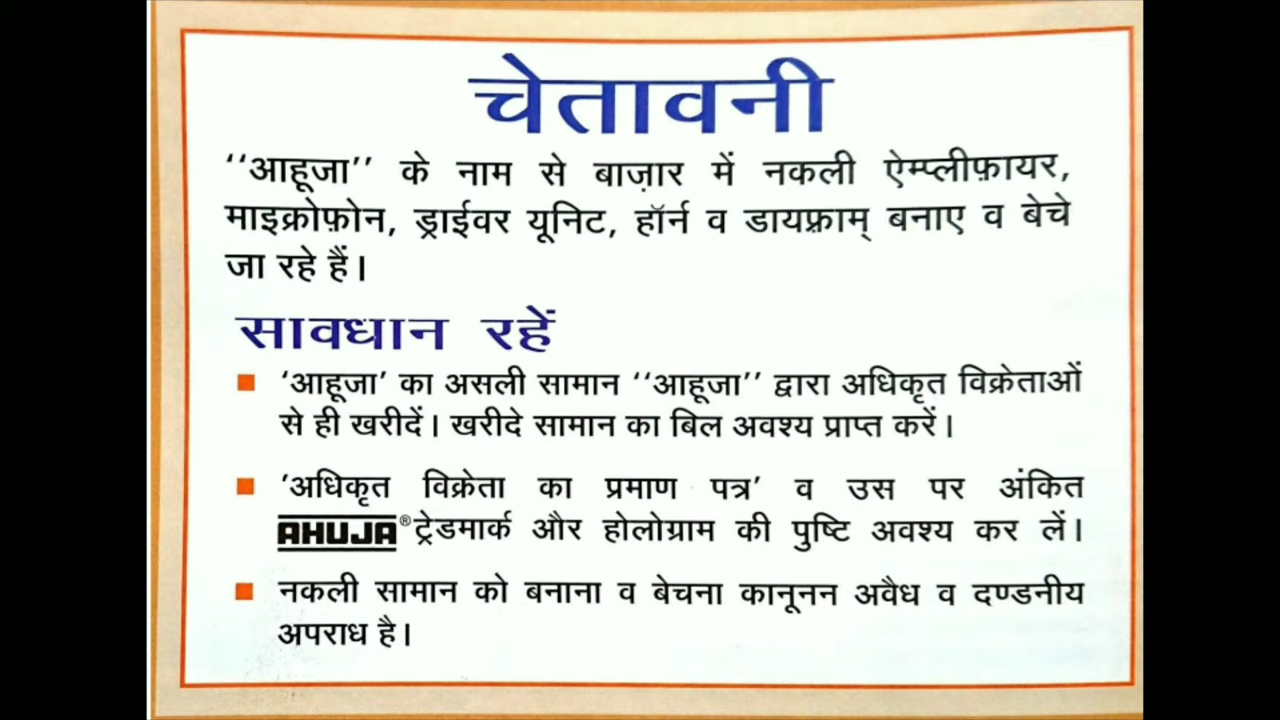 चेतावनी
‘‘आहूजा’’ के नाम से बाज़ार में नकली ऐम्प्लीफ़ायर,
माइक्रोफ़ोन, ड्राईवर यूनिट, हॉर्न व डायफ़्राम् बनाए व बेचे
जा रहे हैं।
सावधान रहें
■ ‘आहूजा’ का असली सामान ‘‘आहूजा’’ द्वारा अधिकृत विक्रेताओं
से ही खरीदें। खरीदे सामान का बिल अवश्य प्राप्त करें।
■ ’अधिकृत विक्रेता का प्रमाण पत्र’ व उस पर अंकित
AHUJA® ट्रेडमार्क और होलोग्राम की पुष्टि अवश्य कर लें।
■ नकली सामान को बनाना व बेचना कानूनन अवैध व दण्डनीय
अपराध है।